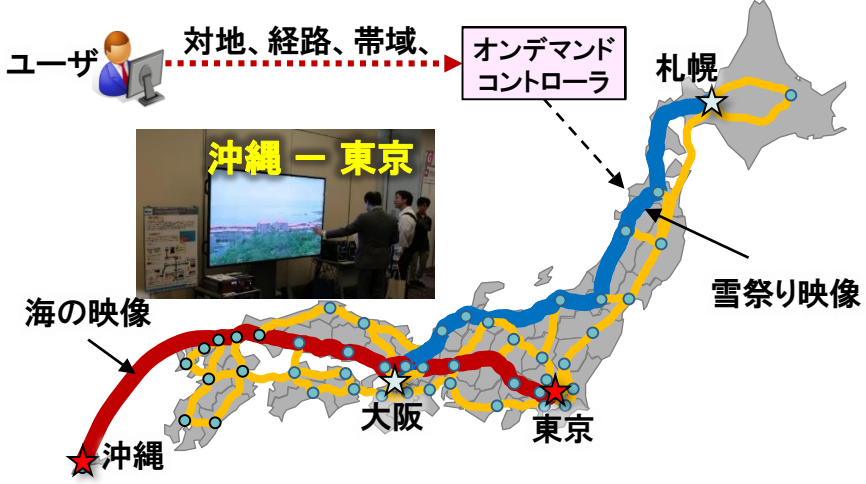 ユーザ
対地、経路、帯域、
オンデマンド
コントローラ
札幌
沖縄 － 東京
雪祭り映像
海の映像
大阪
東京
沖縄